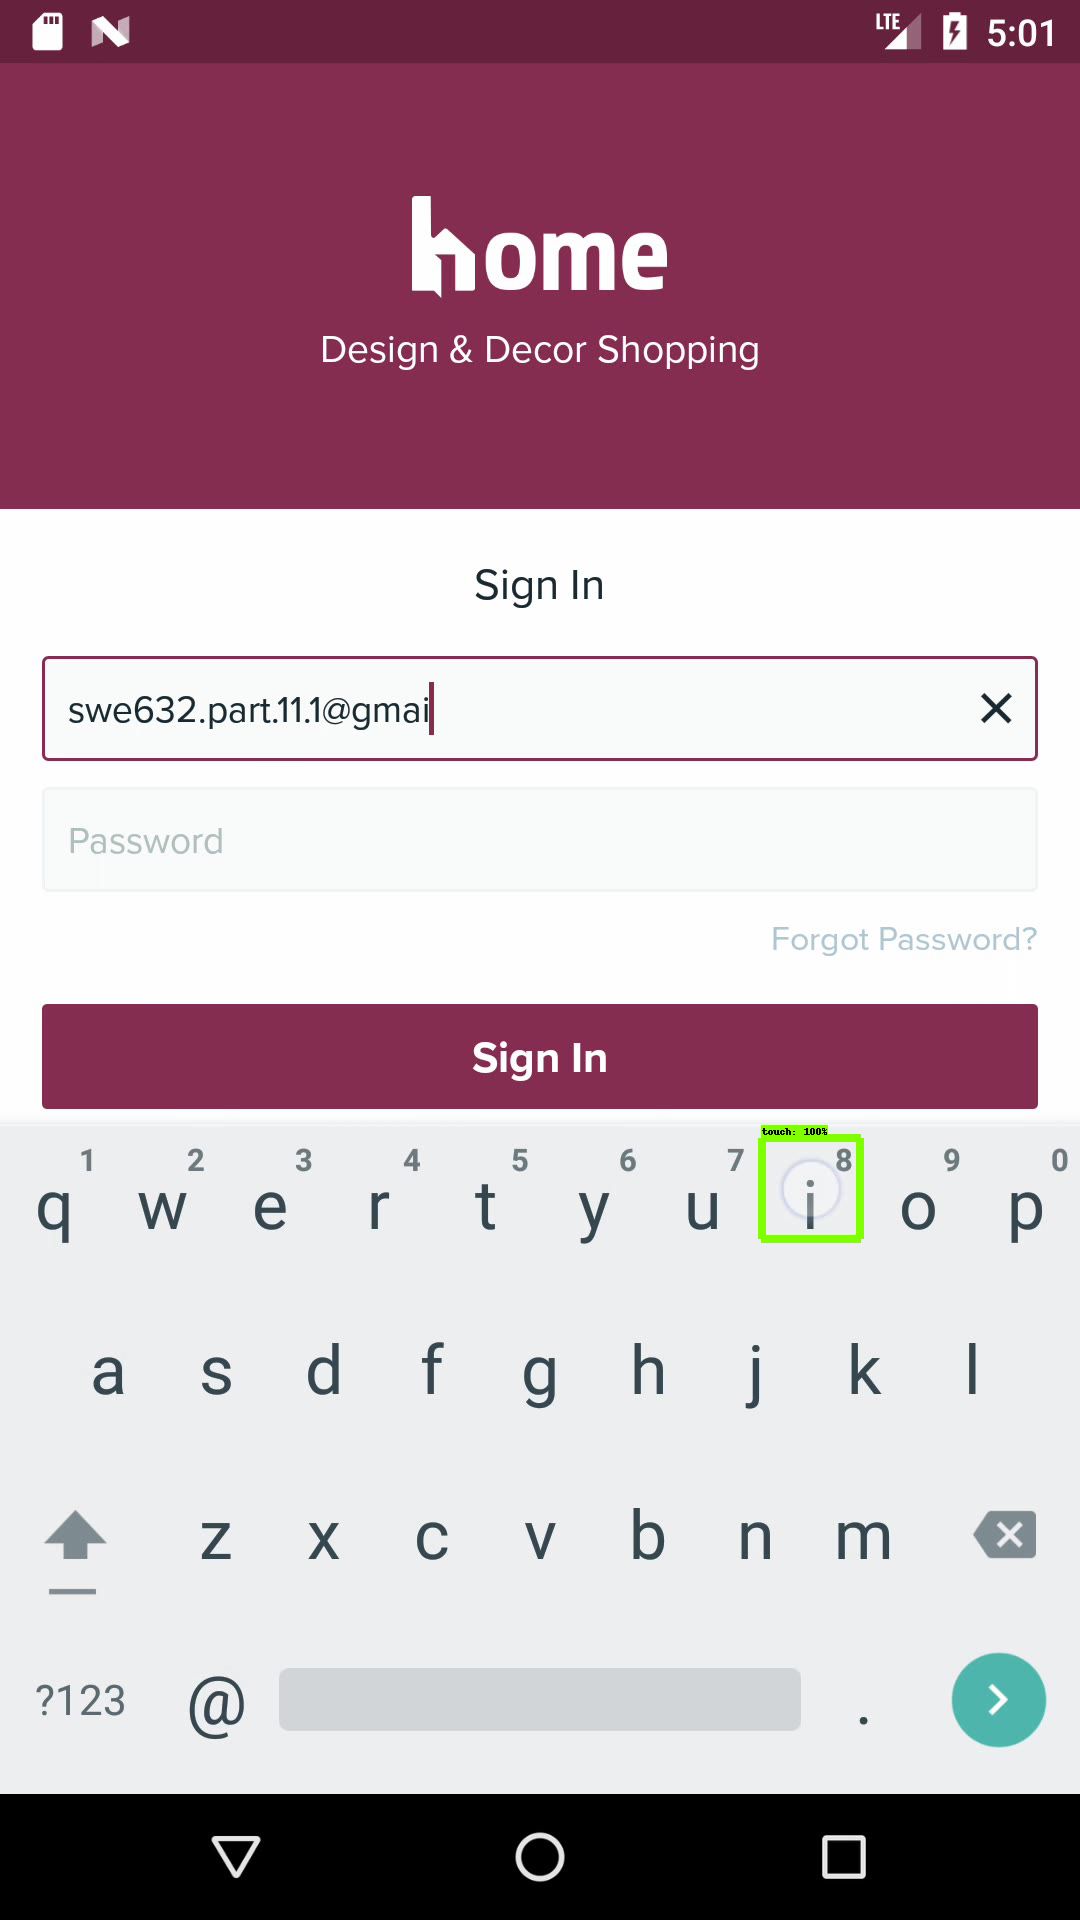 LTE 5:01
home
Design & Decor Shopping
Sign In
swe632.part.11.1@gmai
Password
Forgot Password?
Sign In
touch: 100%
1 2 3 4 5 6 7 8 9 0
q w e r t y u i o p
a s d f g h j k l
z x c v b n m
?123 @ .